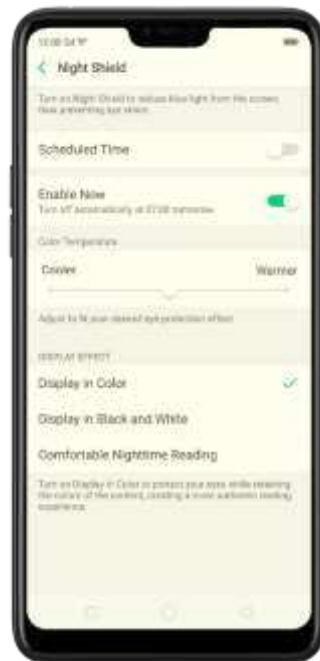 Night Shield
Turn on Night Shield to reduce blue light from the screen,
thus preventing eye strain.
Scheduled Time
Enable Now
Turn off automatically at 07:00 tomorrow
Color Temperature
Cooler Warmer
Adjust to fit your desired eye protection effect
DISPLAY EFFECT
Display in Color
Display in Black and White
Comfortable Nighttime Reading
Turn on Display in Color to protect your eyes while retaining
the colors of the content, creating a more authentic reading
experience.